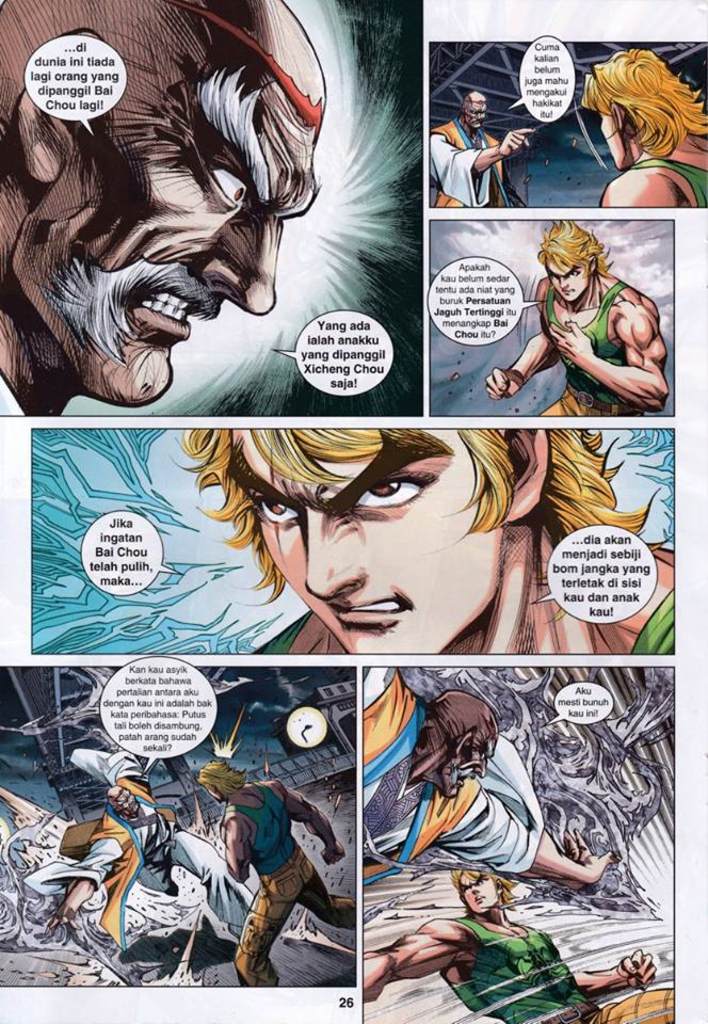 ...di
dunia ini tiada
lagi orang yang
dipanggil Bai
Chou lagi!
Yang ada
ialah anakku
yang dipanggil
Xicheng Chou
saja!
Cuma
kalian
belum
juga mahu
mengakui
hakikat
itu!
Apakah
kau belum sedar
tentu ada niat yang
buruk Persatuan
Jaguh Tertinggi itu
menangkap Bai
Chou itu?
Jika
ingatan
Bai Chou
telah pulih,
maka...
...dia akan
menjadi sebiji
bom jangka yang
terletak di sisi
kau dan anak
kau!
Kan kau asyik
berkata bahawa
pertalian antara aku
dengan kau ini adalah bak
kata peribahasa: Putus
tali boleh disambung,
patah arang sudah
sekali?
Aku
mesti bunuh
kau ini!
26